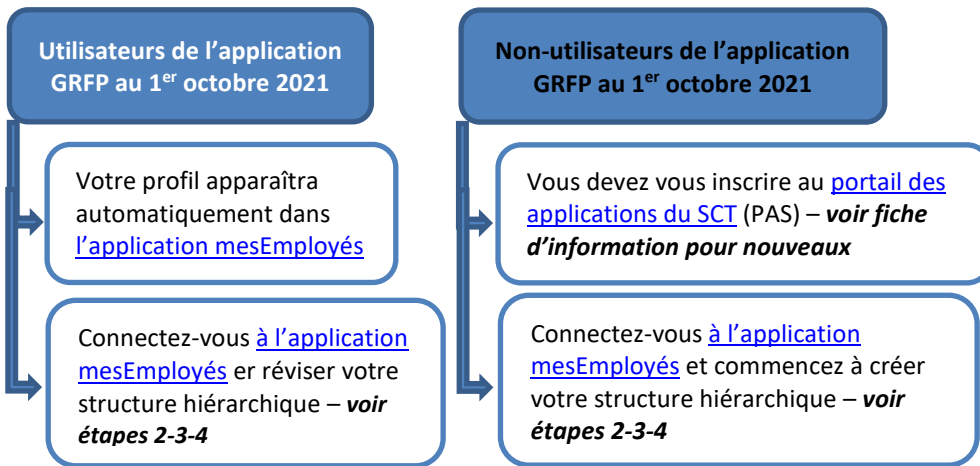 Utilisateurs de l’application
GRFP au 1er octobre 2021
Votre profil apparaîtra
automatiquement dans
l’application mesEmployés
Connectez-vous à l’application
mesEmployés er réviser votre
structure hiérarchique – voir
étapes 2-3-4
Non-utilisateurs de l’application
GRFP au 1er octobre 2021
Vous devez vous inscrire au portail des
applications du SCT (PAS) – voir fiche
d’information pour nouveaux
Connectez-vous à l’application
mesEmployés et commencez à créer
votre structure hiérarchique – voir
étapes 2-3-4